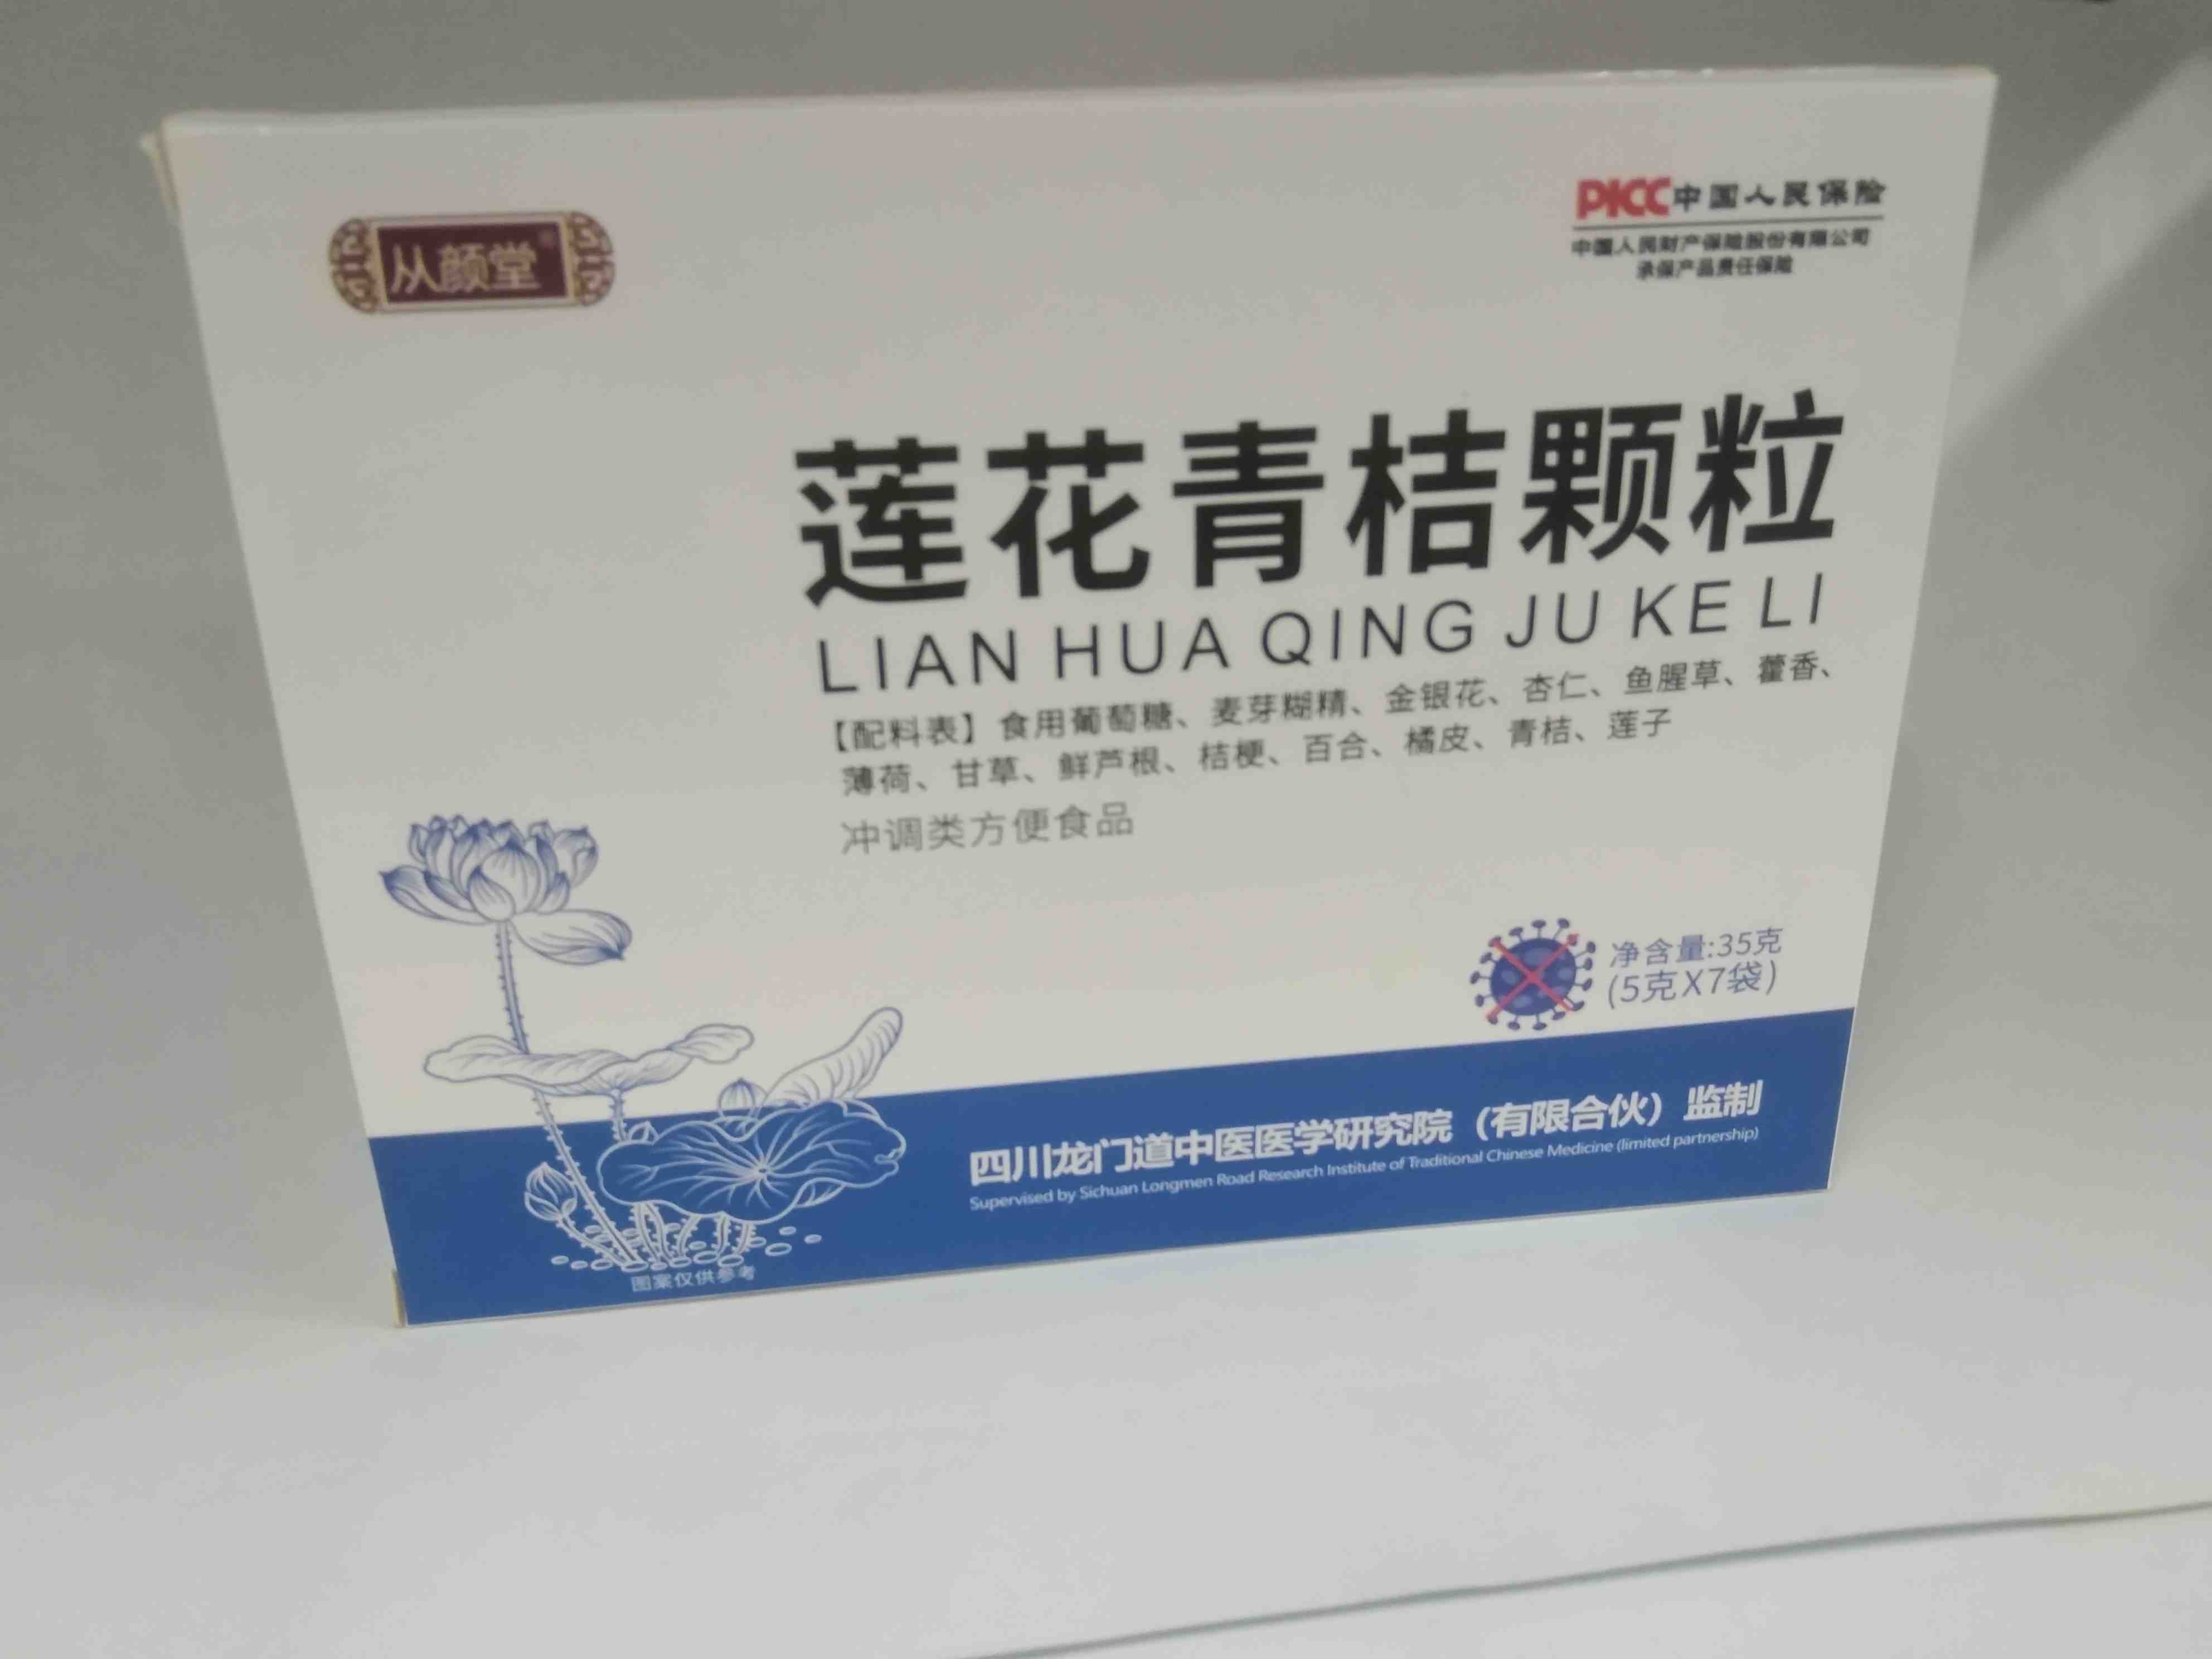 从颜堂®
PICC中国人民保险
中国人民财产保险股份有限公司
承保产品责任保险
莲花青桔颗粒
LIAN HUA QING JU KE LI
【配料表】食用葡萄糖、麦芽糊精、金银花、杏仁、鱼腥草、藿香、
薄荷、甘草、鲜芦根、桔梗、百合、橘皮、青桔、莲子
冲调类方便食品
净含量:35克
(5克X7袋)
四川龙门道中医医学研究院（有限合伙）监制
Supervised by Sichuan Longmen Road Research Institute of Traditional Chinese Medicine (limited partnership)
图案仅供参考